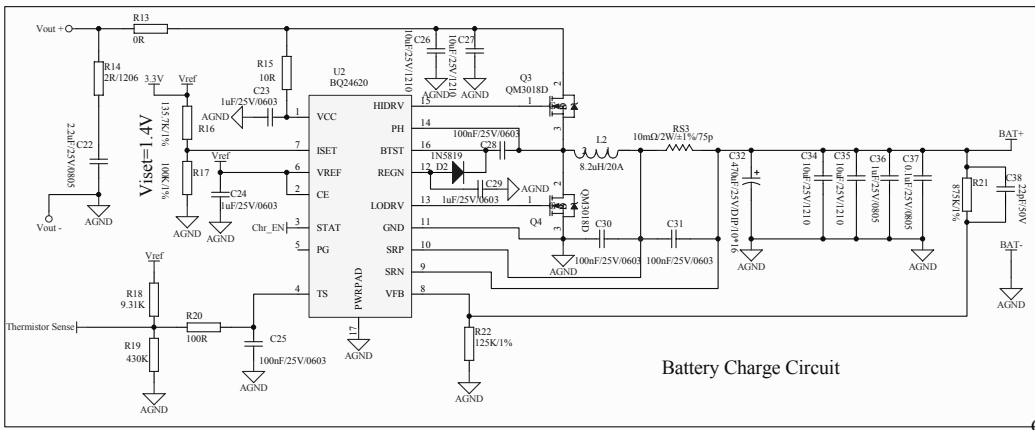 Vout +
R13
0R
R14
2R/1206
C22
2.2uF/25V/0805
AGND
Vout -
3.3V
Vref
135.7K/1%
R16
Viset=1.4V
R17
100K/1%
AGND
R15
10R
C23
1uF/25V/0603
AGND
Vref
C24
1uF/25V/0603
AGND
Chr_EN
U2
BQ24620
1
VCC
7
ISET
6
VREF
2
CE
3
STAT
5
PG
4
TS
HIDRV
15
PH
14
BTST
16
REGN
12
LODRV
13
GND
11
SRP
10
SRN
9
VFB
8
PWRPAD
17
AGND
C26
10uF/25V/1210
AGND
C27
10uF/25V/1210
AGND
Q3
QM3018D
2
1
3
100nF/25V/0603
C28
1N5819
D2
C29
1uF/25V/0603
AGND
2
1
3
QM3018D
Q4
AGND
L2
8.2uH/20A
RS3
10mΩ/2W/±1%/75p
C30
100nF/25V/0603
C31
100nF/25V/0603
C32
470uF/25V/DIP/10*16
AGND
C34
10uF/25V/1210
C35
10uF/25V/1210
C36
1uF/25V/0805
C37
0.1uF/25V/0805
AGND
R21
875K/1%
C38
22pF/50V
BAT+
BAT-
AGND
Vref
R18
9.31K
Thermistor Sense
R19
430K
AGND
R20
100R
C25
100nF/25V/0603
AGND
R22
125K/1%
AGND
Battery Charge Circuit